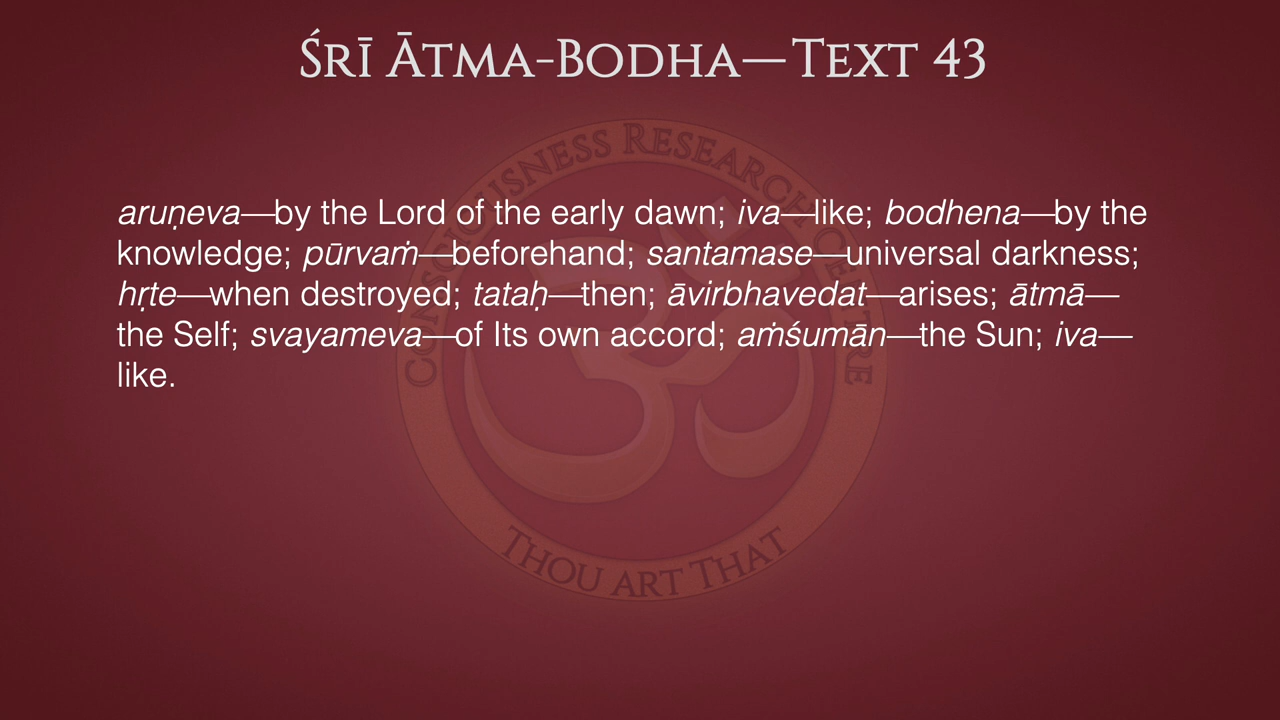 Śrī Ātma-Bodha—Text 43
Consciousness Research Centre
aruṇeva—by the Lord of the early dawn; iva—like; bodhena—by the
knowledge; pūrvaṁ—beforehand; santamase—universal darkness;
hṛte—when destroyed; tataḥ—then; āvirbhavedat—arises; ātmā—
the Self; svayameva—of Its own accord; aṁśumān—the Sun; iva—
like.
Thou art That